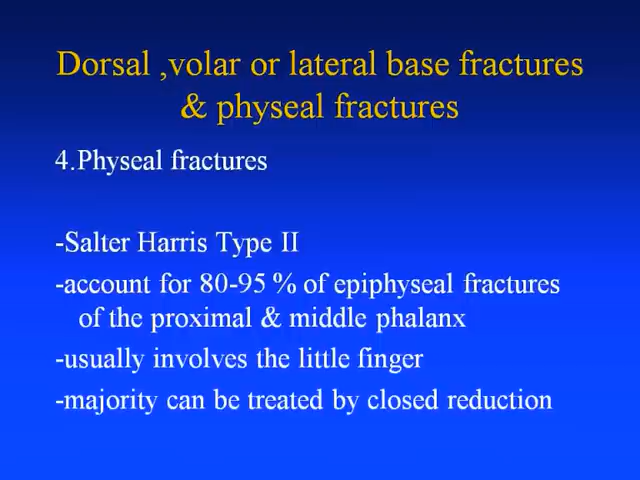 Dorsal ,volar or lateral base fractures
& physeal fractures
4.Physeal fractures
-Salter Harris Type II
-account for 80-95 % of epiphyseal fractures
of the proximal & middle phalanx
-usually involves the little finger
-majority can be treated by closed reduction